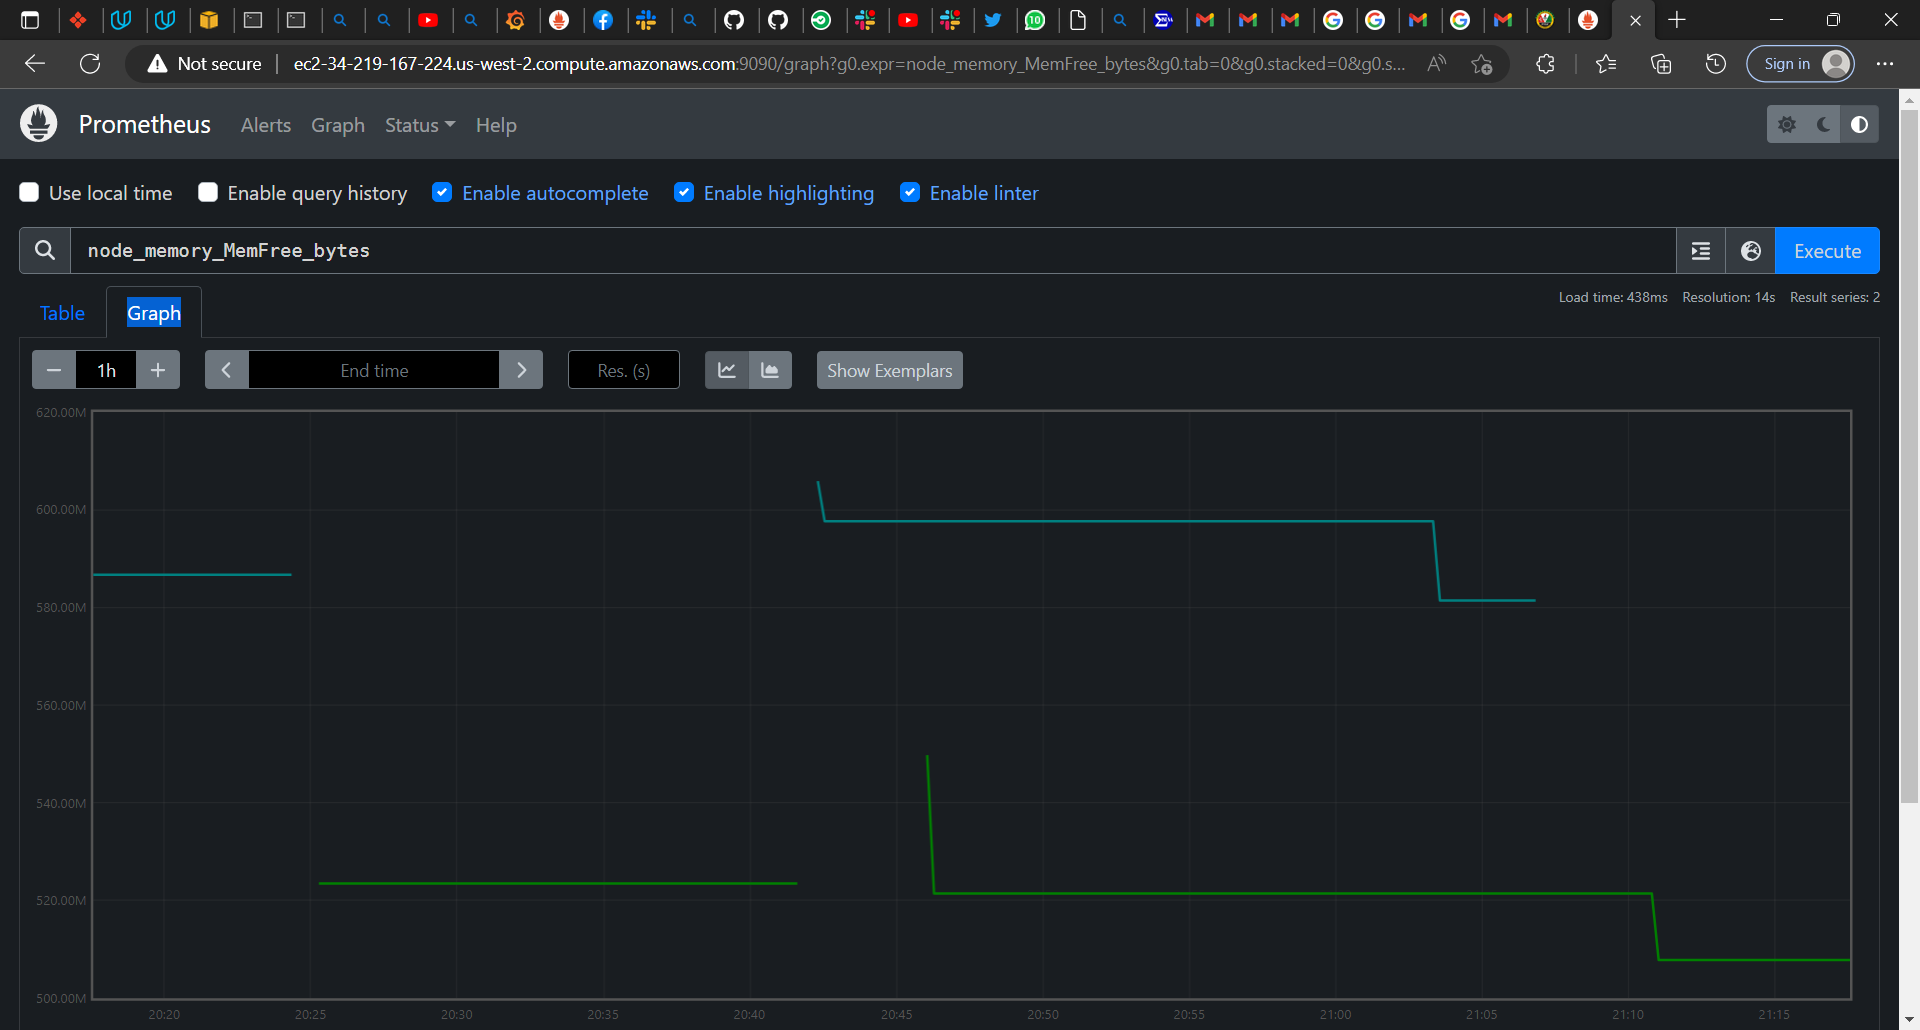 10
Not secure
ec2-34-219-167-224.us-west-2.compute.amazonaws.com:9090/graph?g0.expr=node_memory_MemFree_bytes&g0.tab=0&g0.stacked=0&g0.s...
Sign in
Prometheus Alerts Graph Status Help
Use local time Enable query history Enable autocomplete Enable highlighting Enable linter
node_memory_MemFree_bytes
Execute
Table Graph
Load time: 438ms Resolution: 14s Result series: 2
1h End time Res. (s) Show Exemplars
620.00M
600.00M
580.00M
560.00M
540.00M
520.00M
500.00M
20:20 20:25 20:30 20:35 20:40 20:45 20:50 20:55 21:00 21:05 21:10 21:15